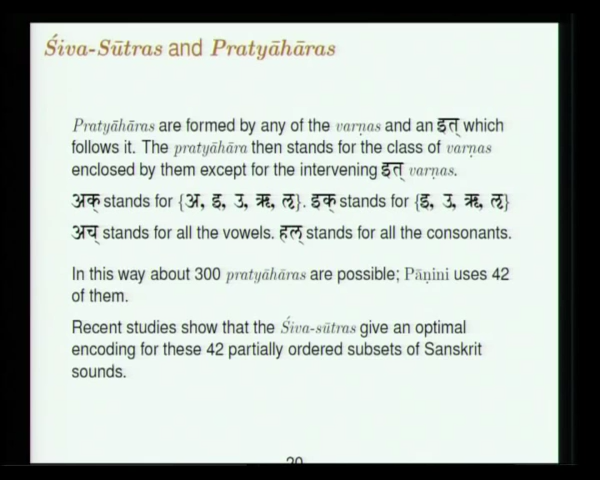 Śiva-Sūtras and Pratyāhāras
Pratyāhāras are formed by any of the varṇas and an इत् which
follows it. The pratyāhāra then stands for the class of varṇas
enclosed by them except for the intervening इत् varṇas.
अक् stands for {अ, इ, उ, ऋ, ऌ}. इक् stands for {इ, उ, ऋ, ऌ}
अच् stands for all the vowels. हल् stands for all the consonants.
In this way about 300 pratyāhāras are possible; Pāṇini uses 42
of them.
Recent studies show that the Śiva-sūtras give an optimal
encoding for these 42 partially ordered subsets of Sanskrit
sounds.
20